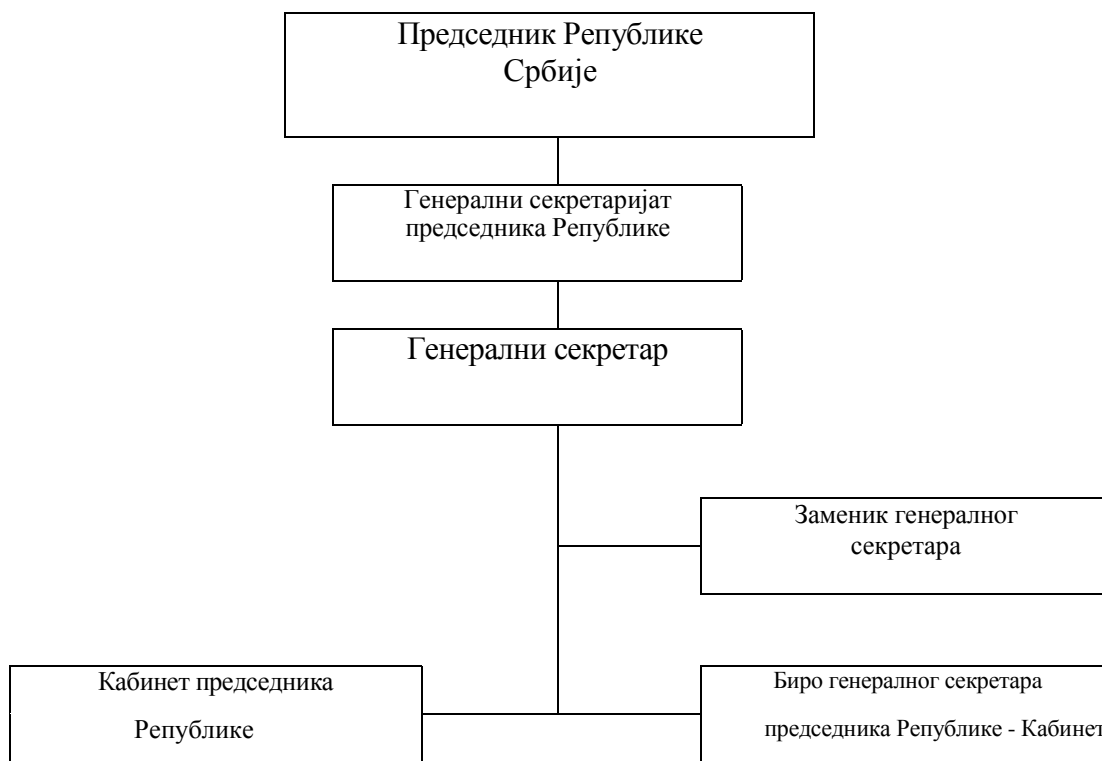 Председник Републике
Србије
Генерални секретаријат
председника Републике
Генерални секретар
Заменик генералног
секретара
Кабинет председника
Републике
Биро генералног секретара
председника Републике - Кабинет